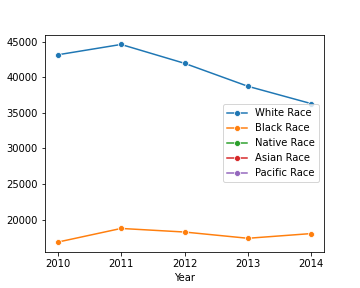 45000
40000
35000
30000
25000
20000
White Race
Black Race
Native Race
Asian Race
Pacific Race
2010 2011 2012 2013 2014
Year